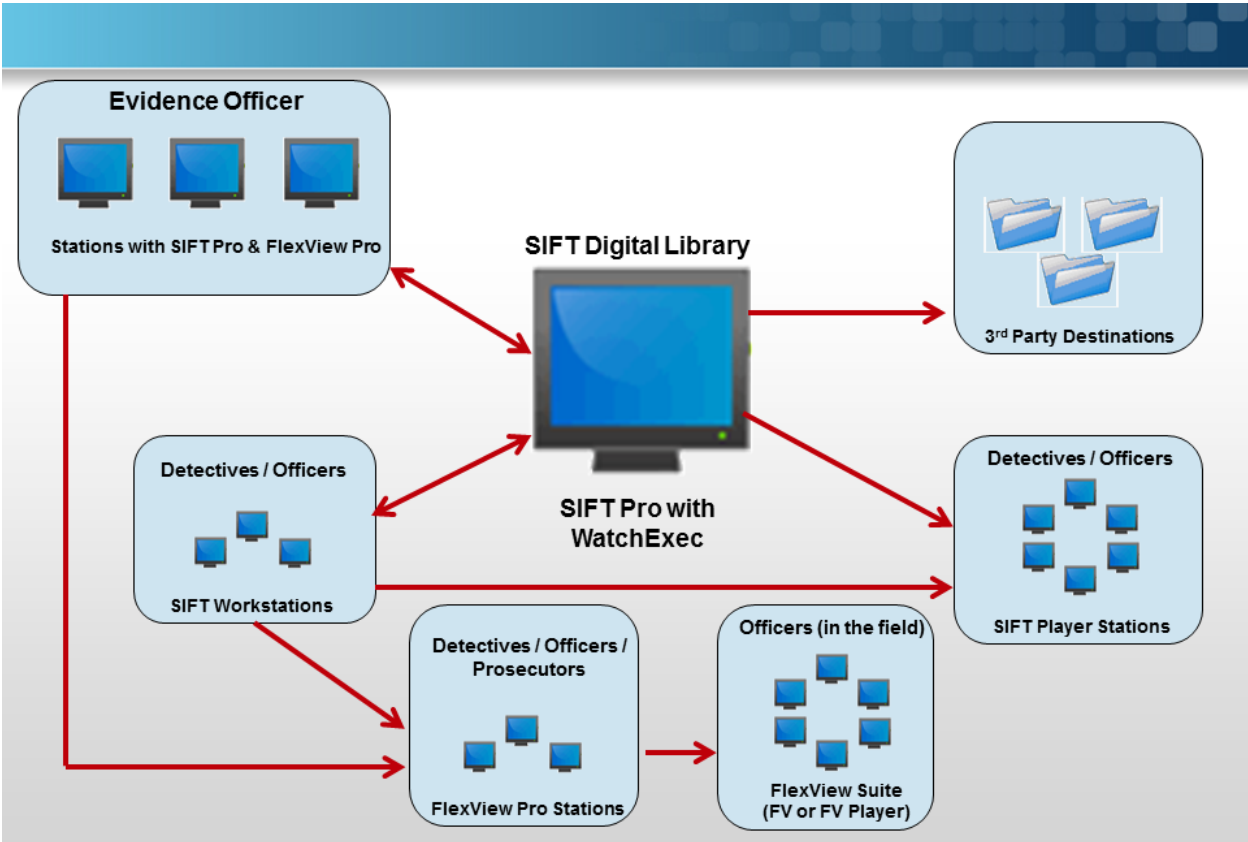 Evidence Officer
Stations with SIFT Pro & FlexView Pro
SIFT Digital Library
SIFT Pro with
WatchExec
3rd Party Destinations
Detectives / Officers
SIFT Workstations
Detectives / Officers
SIFT Player Stations
Detectives / Officers /
Prosecutors
FlexView Pro Stations
Officers (in the field)
FlexView Suite
(FV or FV Player)